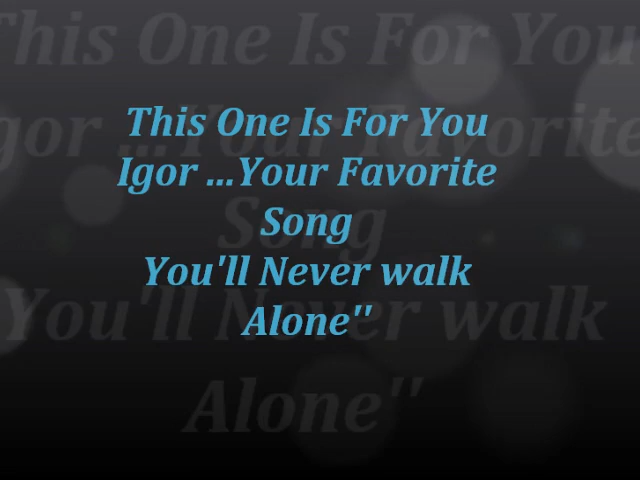 This One Is For You
Igor ...Your Favorite
Song
You'll Never walk
Alone"